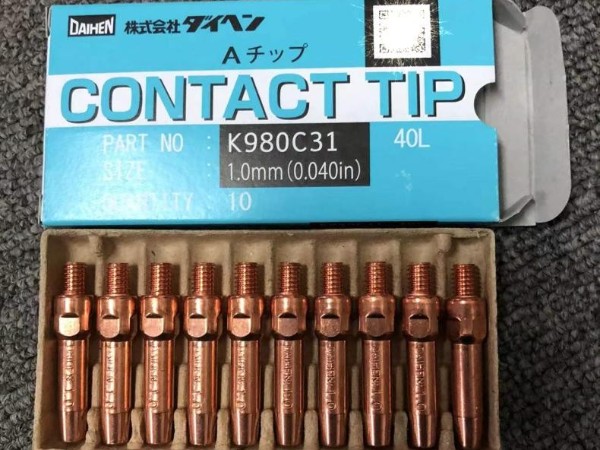 DAIHEN 株式会社ダイヘン
Aチップ
CONTACT TIP
PART NO : K980C31 40L
SIZE : 1.0mm(0.040in)
QUANTITY : 10